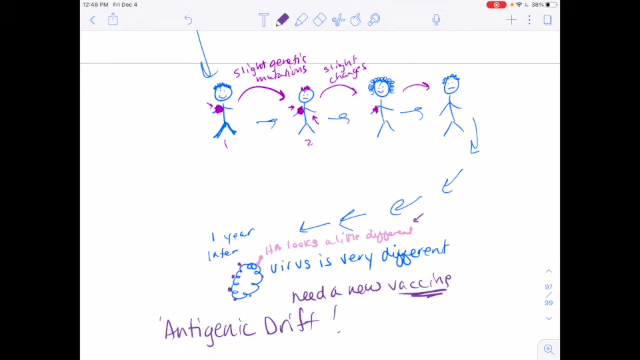 12:48 PM Fri Dec 4
38%
slight genetic
mutations
slight
changes
1
2
1 year
later
HA looks a little different
virus is very different
need a new vaccine
Antigenic Drift !
97
99